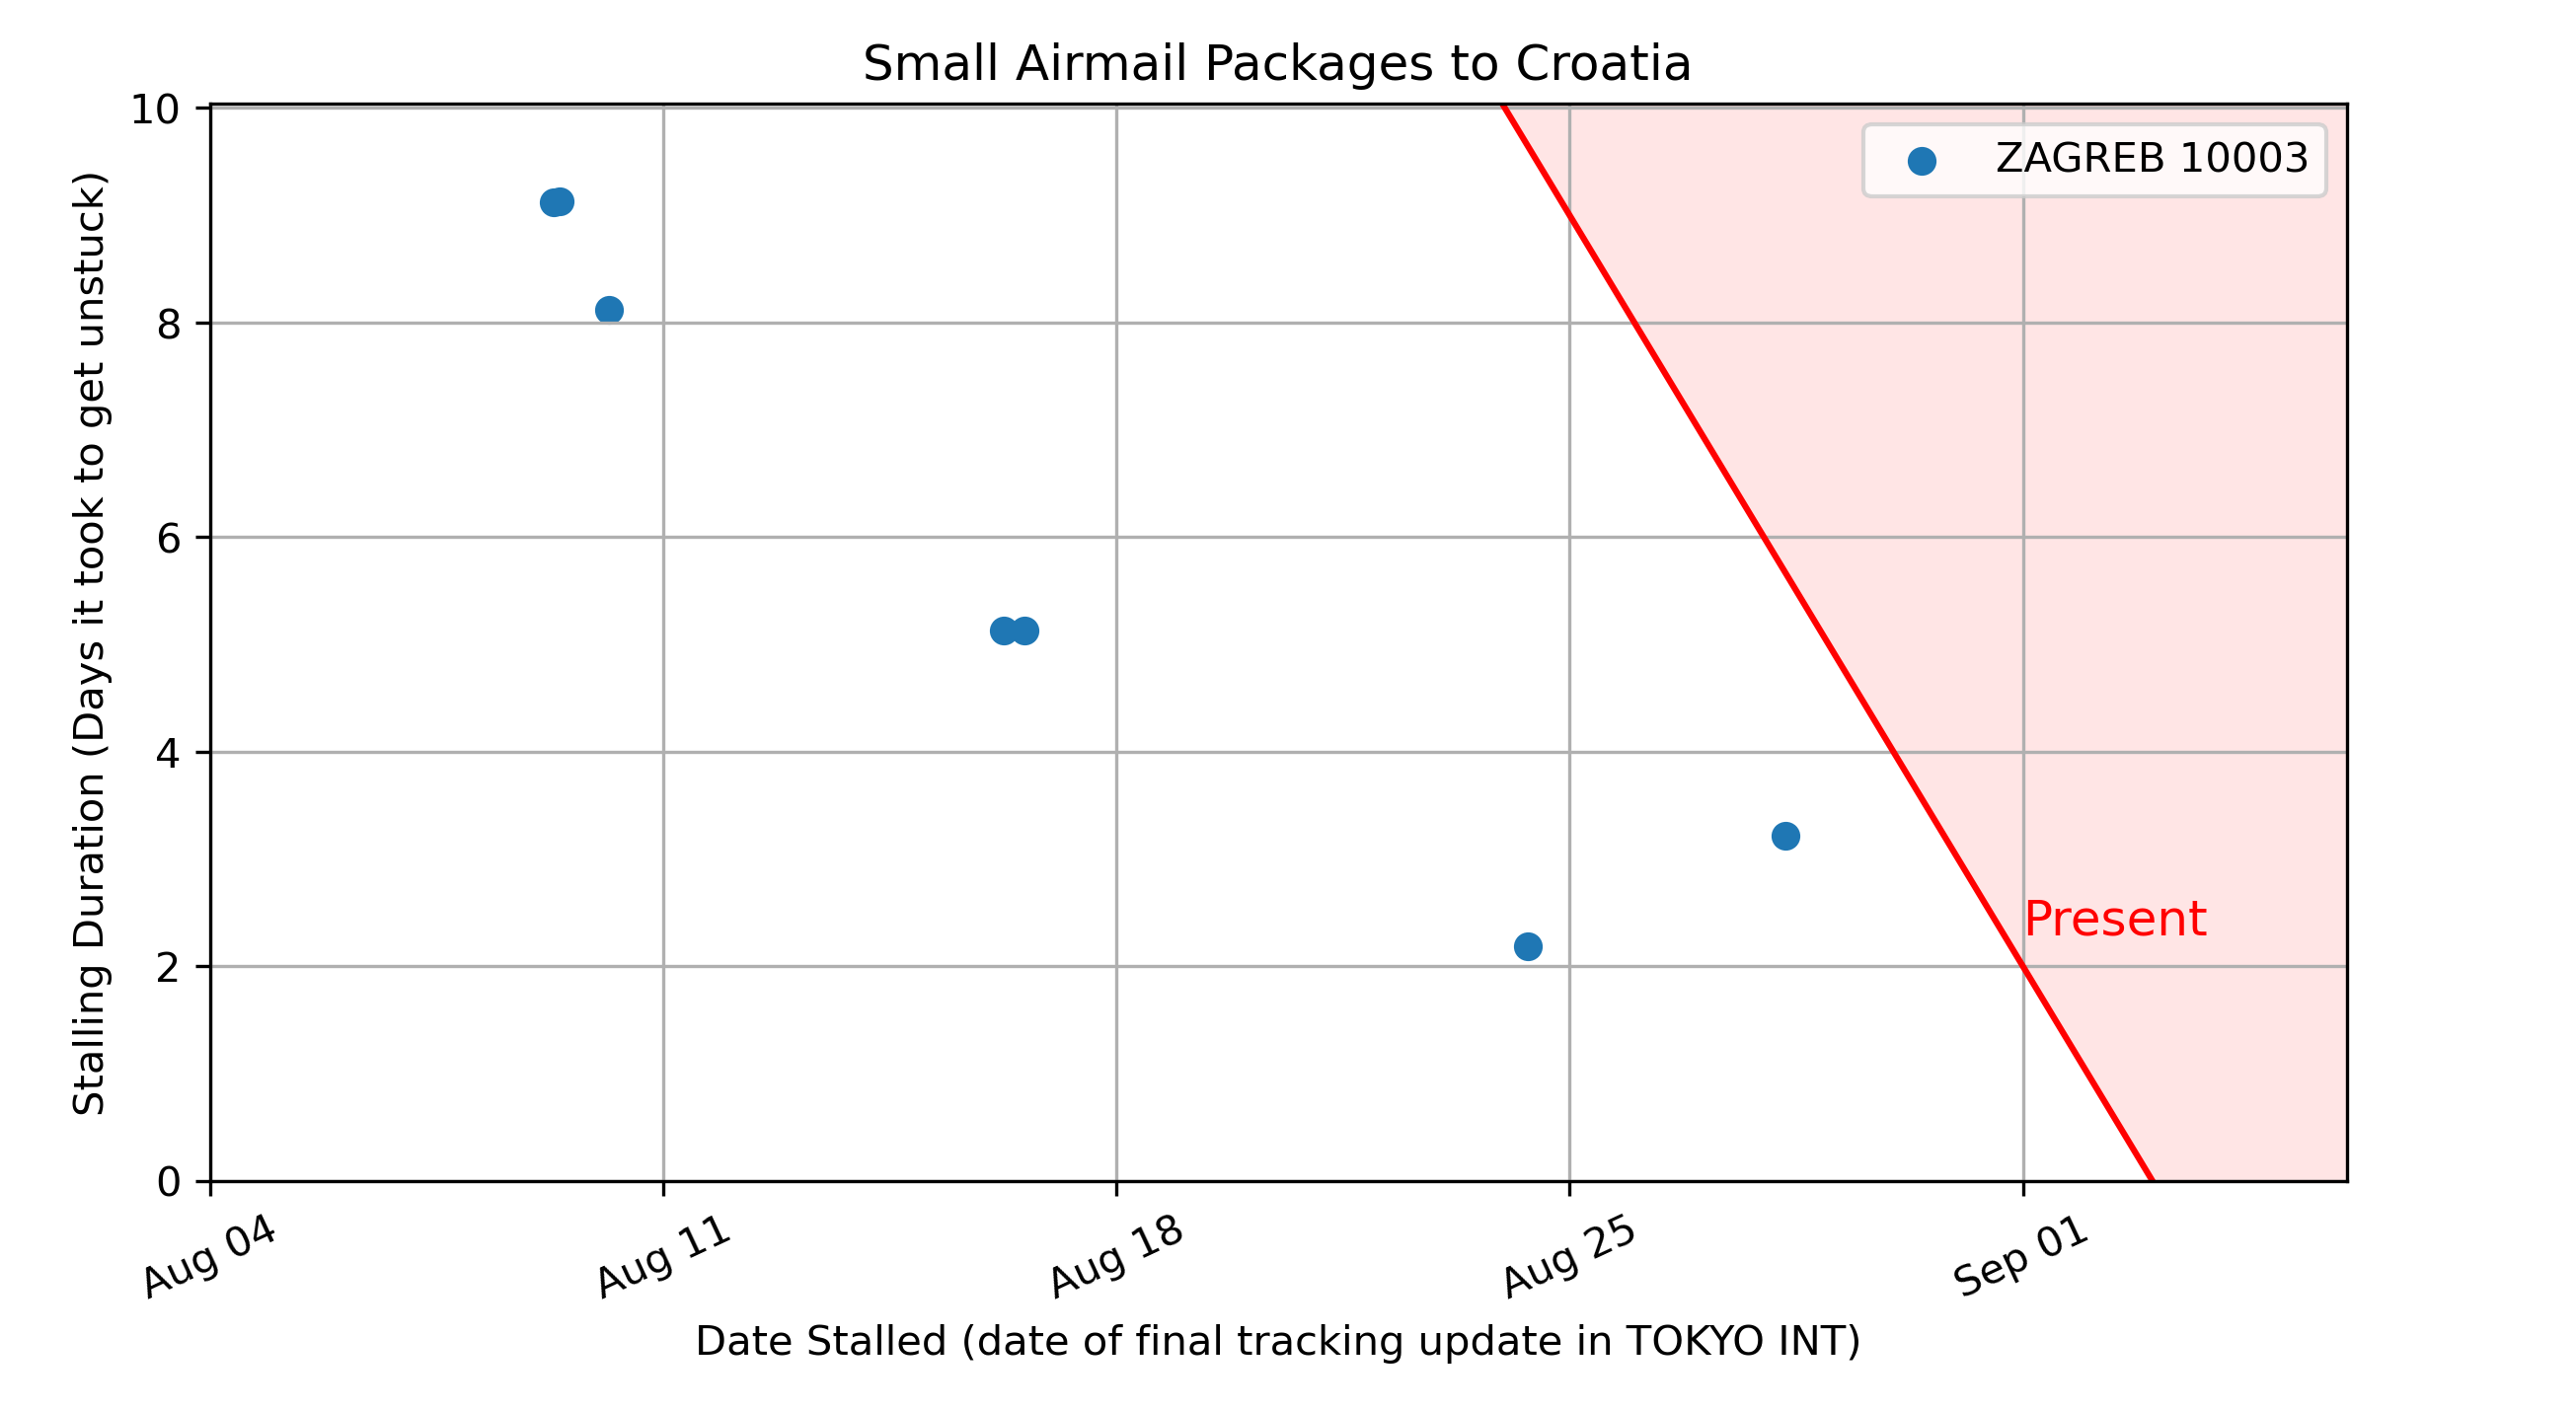 Small Airmail Packages to Croatia
Stalling Duration (Days it took to get unstuck)
10
8
6
4
2
0
ZAGREB 10003
Present
Aug 04
Aug 11
Aug 18
Aug 25
Sep 01
Date Stalled (date of final tracking update in TOKYO INT)